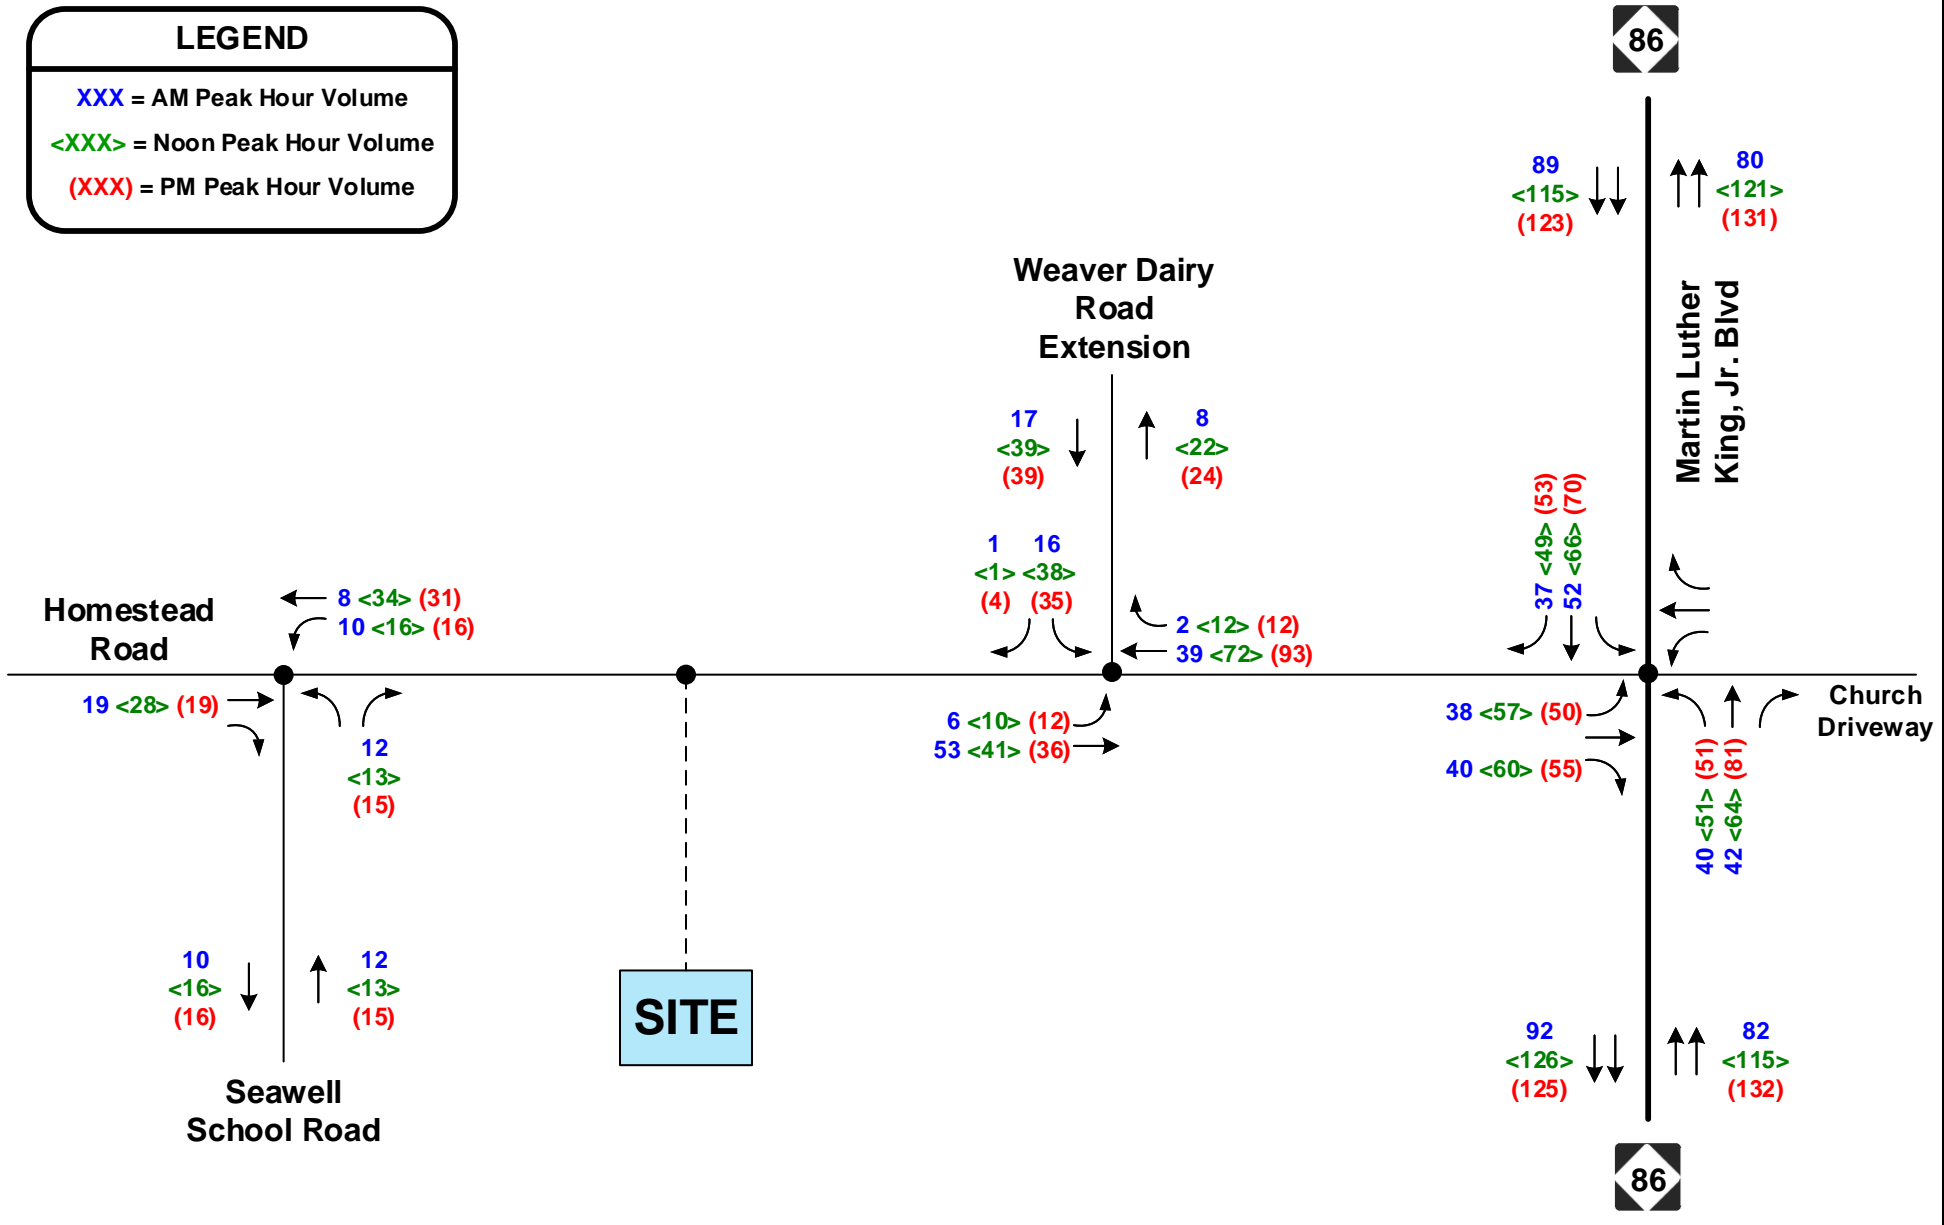 LEGEND
XXX = AM Peak Hour Volume
<XXX> = Noon Peak Hour Volume
(XXX) = PM Peak Hour Volume
86
89
<115>
(123)
80
<121>
(131)
Martin Luther
King, Jr. Blvd
Weaver Dairy
Road
Extension
17
<39>
(39)
8
<22>
(24)
1 16
<1> <38>
(4) (35)
2 <12> (12)
39 <72> (93)
37 <49> (53)
52 <66> (70)
Homestead
Road
8 <34> (31)
10 <16> (16)
19 <28> (19)
12
<13>
(15)
6 <10> (12)
53 <41> (36)
38 <57> (50)
40 <60> (55)
40 <51> (51)
42 <64> (81)
Church
Driveway
10
<16>
(16)
12
<13>
(15)
SITE
Seawell
School Road
92
<126>
(125)
82
<115>
(132)
86